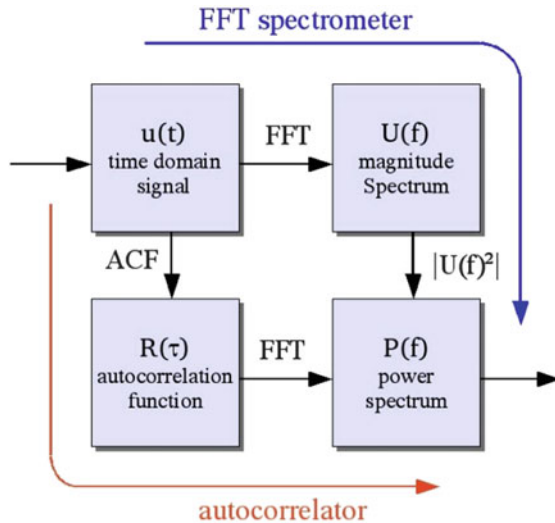 FFT spectrometer
u(t)
time domain
signal
FFT
U(f)
magnitude
Spectrum
ACF
|U(f)²|
R(τ)
autocorrelation
function
FFT
P(f)
power
spectrum
autocorrelator